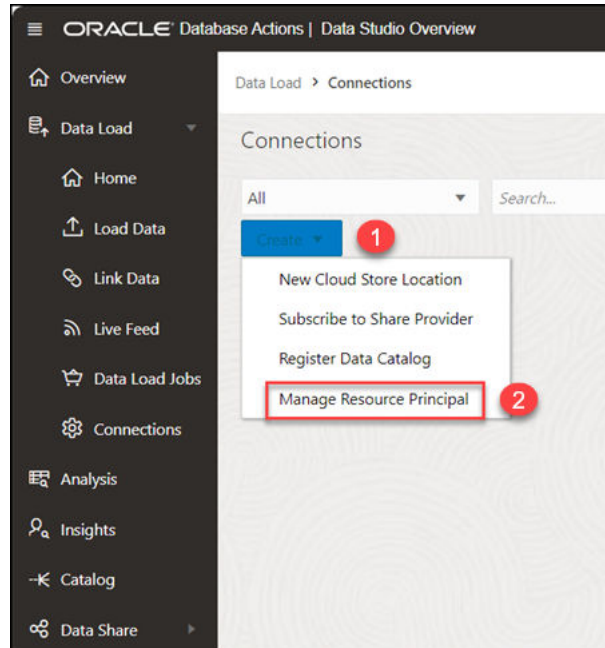 ORACLE Database Actions | Data Studio Overview
Overview
Data Load
Home
Load Data
Link Data
Live Feed
Data Load Jobs
Connections
Analysis
Insights
Catalog
Data Share
Data Load > Connections
Connections
All
Search...
Create
1
New Cloud Store Location
Subscribe to Share Provider
Register Data Catalog
Manage Resource Principal
2